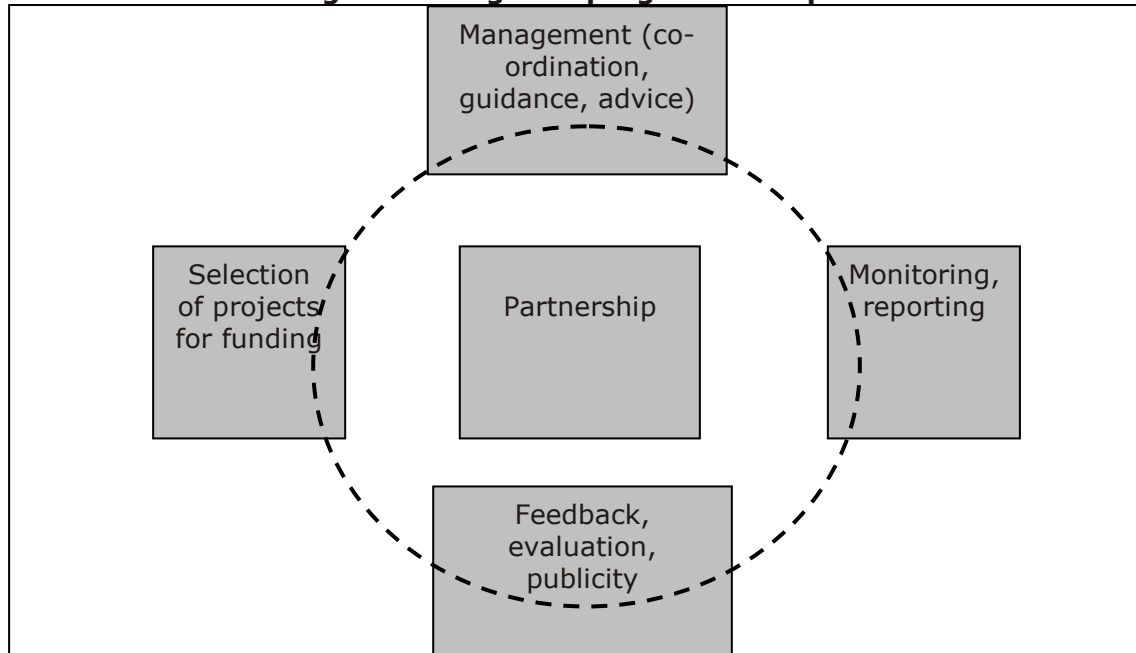 Management (co-
ordination,
guidance, advice)
Selection
of projects
for funding
Partnership
Monitoring,
reporting
Feedback,
evaluation,
publicity